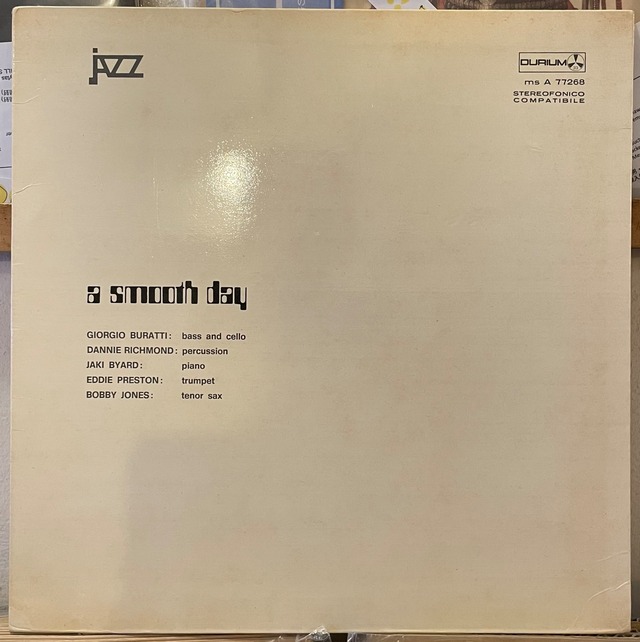 jazz
DURIUM
ms A 77268
STEREOFONICO
COMPATIBILE
a smooth day
GIORGIO BURATTI: bass and cello
DANNIE RICHMOND: percussion
JAKI BYARD: piano
EDDIE PRESTON: trumpet
BOBBY JONES: tenor sax